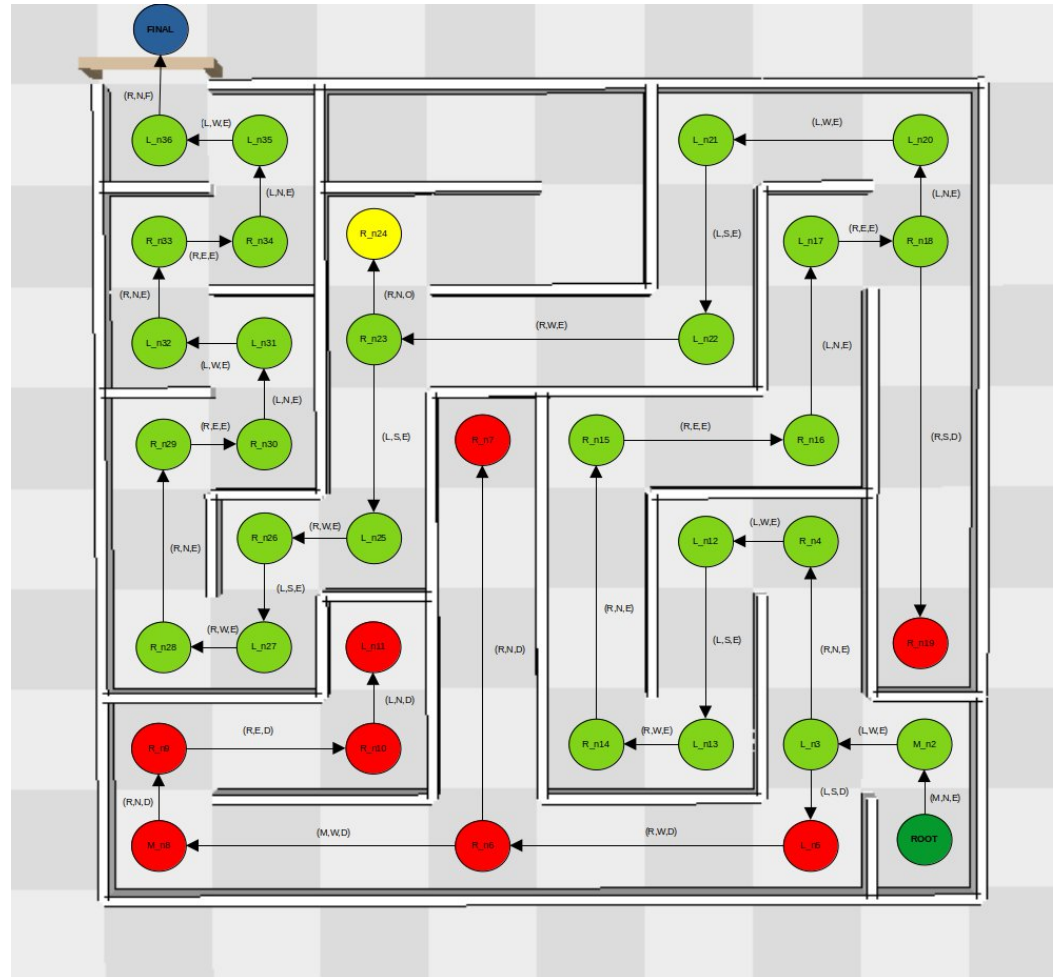 FINAL
(R,N,F)
L_n36
(L,W,E)
L_n35
L_n21
(L,W,E)
L_n20
(L,N,E)
(L,N,E)
R_n33
(R,E,E)
R_n34
R_n24
(L,S,E)
L_n17
(R,E,E)
R_n18
(R,N,E)
(R,N,O)
L_n32
(L,W,E)
L_n31
R_n23
(R,W,E)
L_n22
(L,N,E)
(L,N,E)
R_n29
(R,E,E)
R_n30
(L,S,E)
R_n7
R_n15
(R,E,E)
R_n16
(R,S,D)
(R,N,E)
R_n26
(R,W,E)
L_n25
L_n12
(L,W,E)
R_n4
(L,S,E)
(R,N,E)
R_n28
(R,W,E)
L_n27
L_n11
(R,N,D)
(L,S,E)
(R,N,E)
R_n19
(L,N,D)
R_n9
(R,E,D)
R_n10
R_n14
(R,W,E)
L_n13
L_n3
(L,W,E)
M_n2
(R,N,D)
(L,S,D)
(M,N,E)
M_n8
(M,W,D)
R_n6
(R,W,D)
L_n5
ROOT